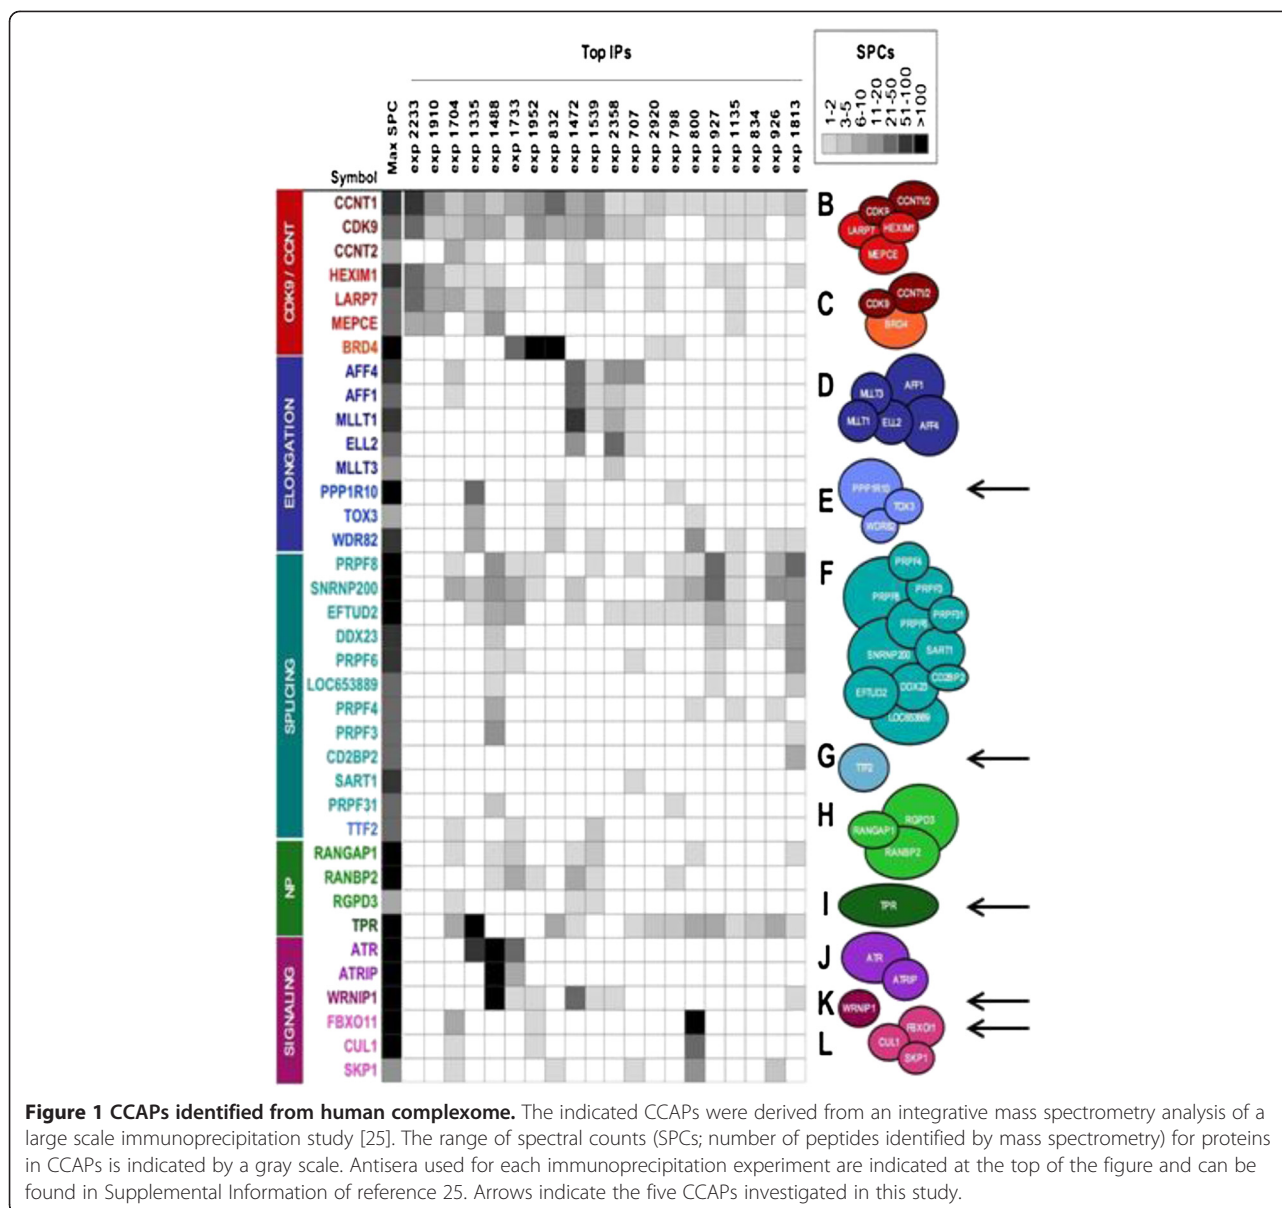 Top IPs
SPCs
1-2
3-5
6-10
11-20
21-50
51-100
>100
Symbol
Max SPC
exp 2233
exp 1910
exp 1704
exp 1335
exp 1488
exp 1733
exp 1952
exp 832
exp 1472
exp 1539
exp 2358
exp 707
exp 2920
exp 798
exp 800
exp 927
exp 1135
exp 834
exp 926
exp 1813
CDK9 / CCNT
CCNT1
CDK9
CCNT2
HEXIM1
LARP7
MEPCE
BRD4
ELONGATION
AFF4
AFF1
MLLT1
ELL2
MLLT3
PPP1R10
TOX3
WDR82
SPLICING
PRPF8
SNRNP200
EFTUD2
DDX23
PRPF6
LOC653889
PRPF4
PRPF3
CD2BP2
SART1
PRPF31
TTF2
NP
RANGAP1
RANBP2
RGPD3
TPR
SIGNALING
ATR
ATRIP
WRNIP1
FBXO11
CUL1
SKP1
B
CDK9
CCNT1/2
LARP7
HEXIM1
MEPCE
C
CDK9
CCNT1/2
BRD4
D
MLLT3
AFF1
MLLT1
ELL2
AFF4
E
PPP1R10
TOX3
WDR82
F
PRPF4
PRPF8
PRPF3
PRPF31
PRPF6
SNRNP200
SART1
CD2BP2
EFTUD2
DDX23
LOC653889
G
TTF2
H
RGPD3
RANGAP1
RANBP2
I
TPR
J
ATR
ATRIP
K
WRNIP1
L
FBXO11
CUL1
SKP1
Figure 1 CCAPs identified from human complexome. The indicated CCAPs were derived from an integrative mass spectrometry analysis of a
large scale immunoprecipitation study [25]. The range of spectral counts (SPCs; number of peptides identified by mass spectrometry) for proteins
in CCAPs is indicated by a gray scale. Antisera used for each immunoprecipitation experiment are indicated at the top of the figure and can be
found in Supplemental Information of reference 25. Arrows indicate the five CCAPs investigated in this study.